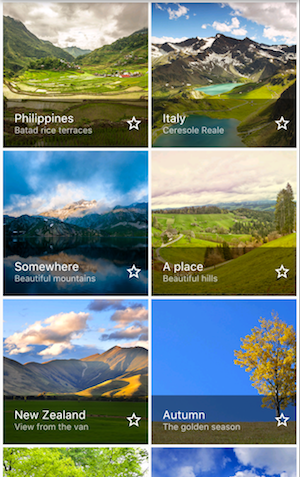 Philippines
Batad rice terraces
Italy
Ceresole Reale
Somewhere
Beautiful mountains
A place
Beautiful hills
New Zealand
View from the van
Autumn
The golden season